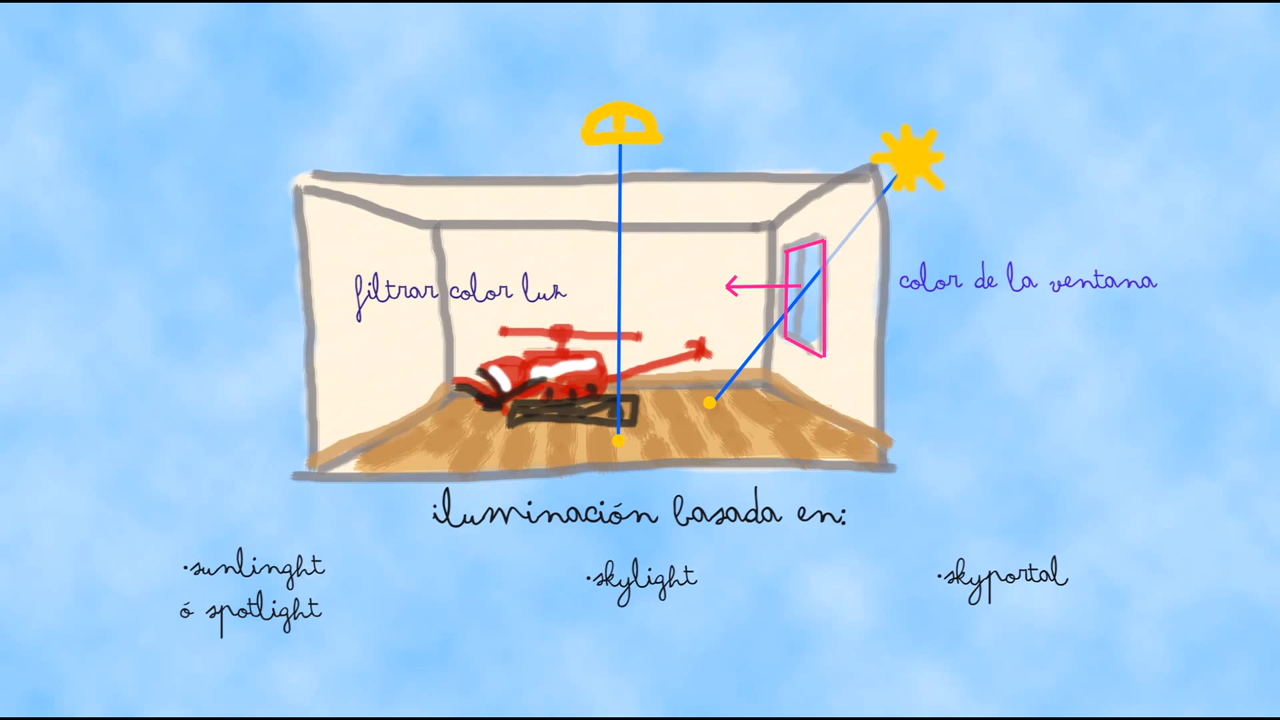 filtrar color luz
color de la ventana
iluminación basada en:
·sunlinght
ó spotlight
·skylight
·skyportal